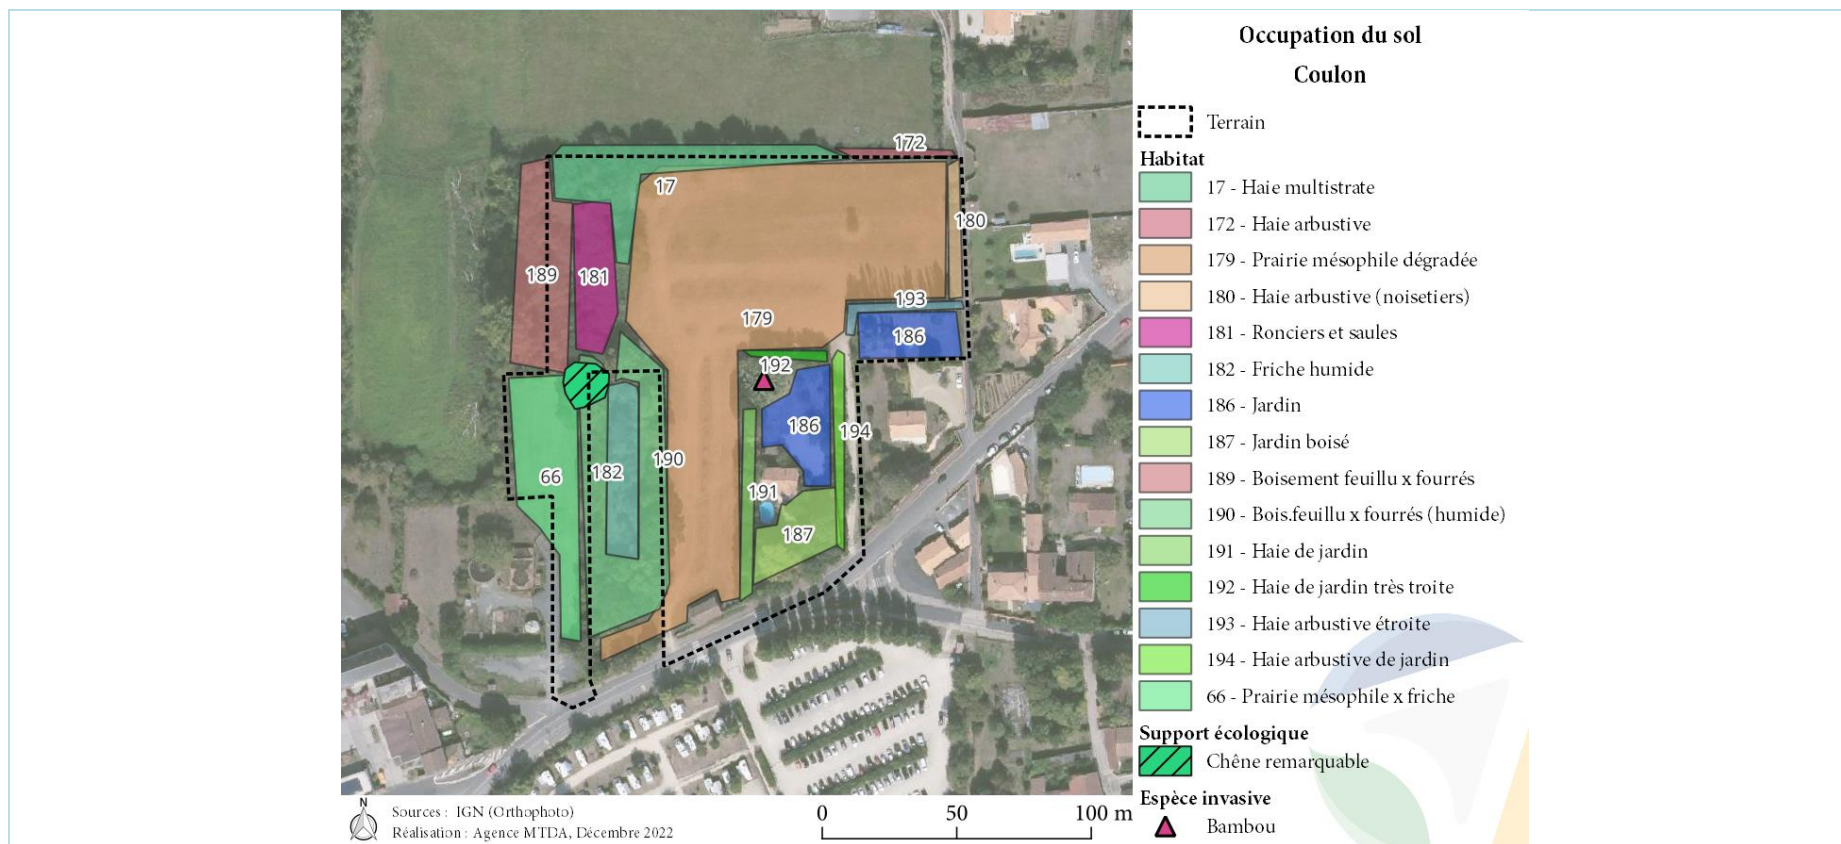 Occupation du sol
Coulon
Terrain
Habitat
17 - Haie multistrate
172 - Haie arbustive
179 - Prairie mésophile dégradée
180 - Haie arbustive (noisetiers)
181 - Ronciers et saules
182 - Friche humide
186 - Jardin
187 - Jardin boisé
189 - Boisement feuillu x fourrés
190 - Bois.feuillu x fourrés (humide)
191 - Haie de jardin
192 - Haie de jardin très troite
193 - Haie arbustive étroite
194 - Haie arbustive de jardin
66 - Prairie mésophile x friche
Support écologique
Chêne remarquable
Espèce invasive
Bambou
172
17
180
189
181
193
179
186
192
186
194
190
66
182
191
187
N
Sources : IGN (Orthophoto)
Réalisation : Agence MTDA, Décembre 2022
0 50 100 m